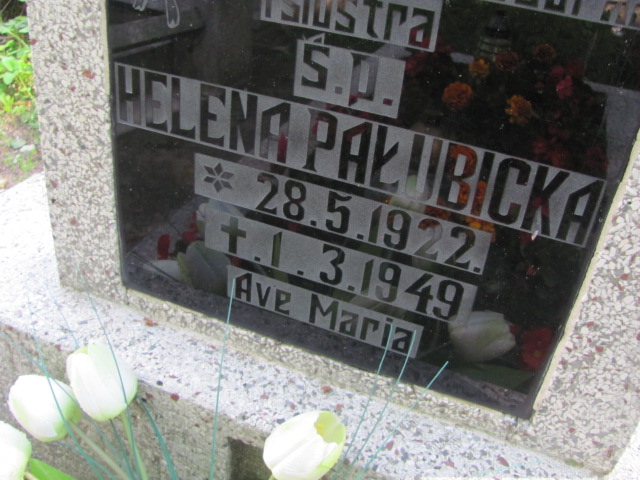 i siostra
Ś.p.
HELENA PAŁUBICKA
* 28.5.1922.
✝.1.3.1949
Ave Maria